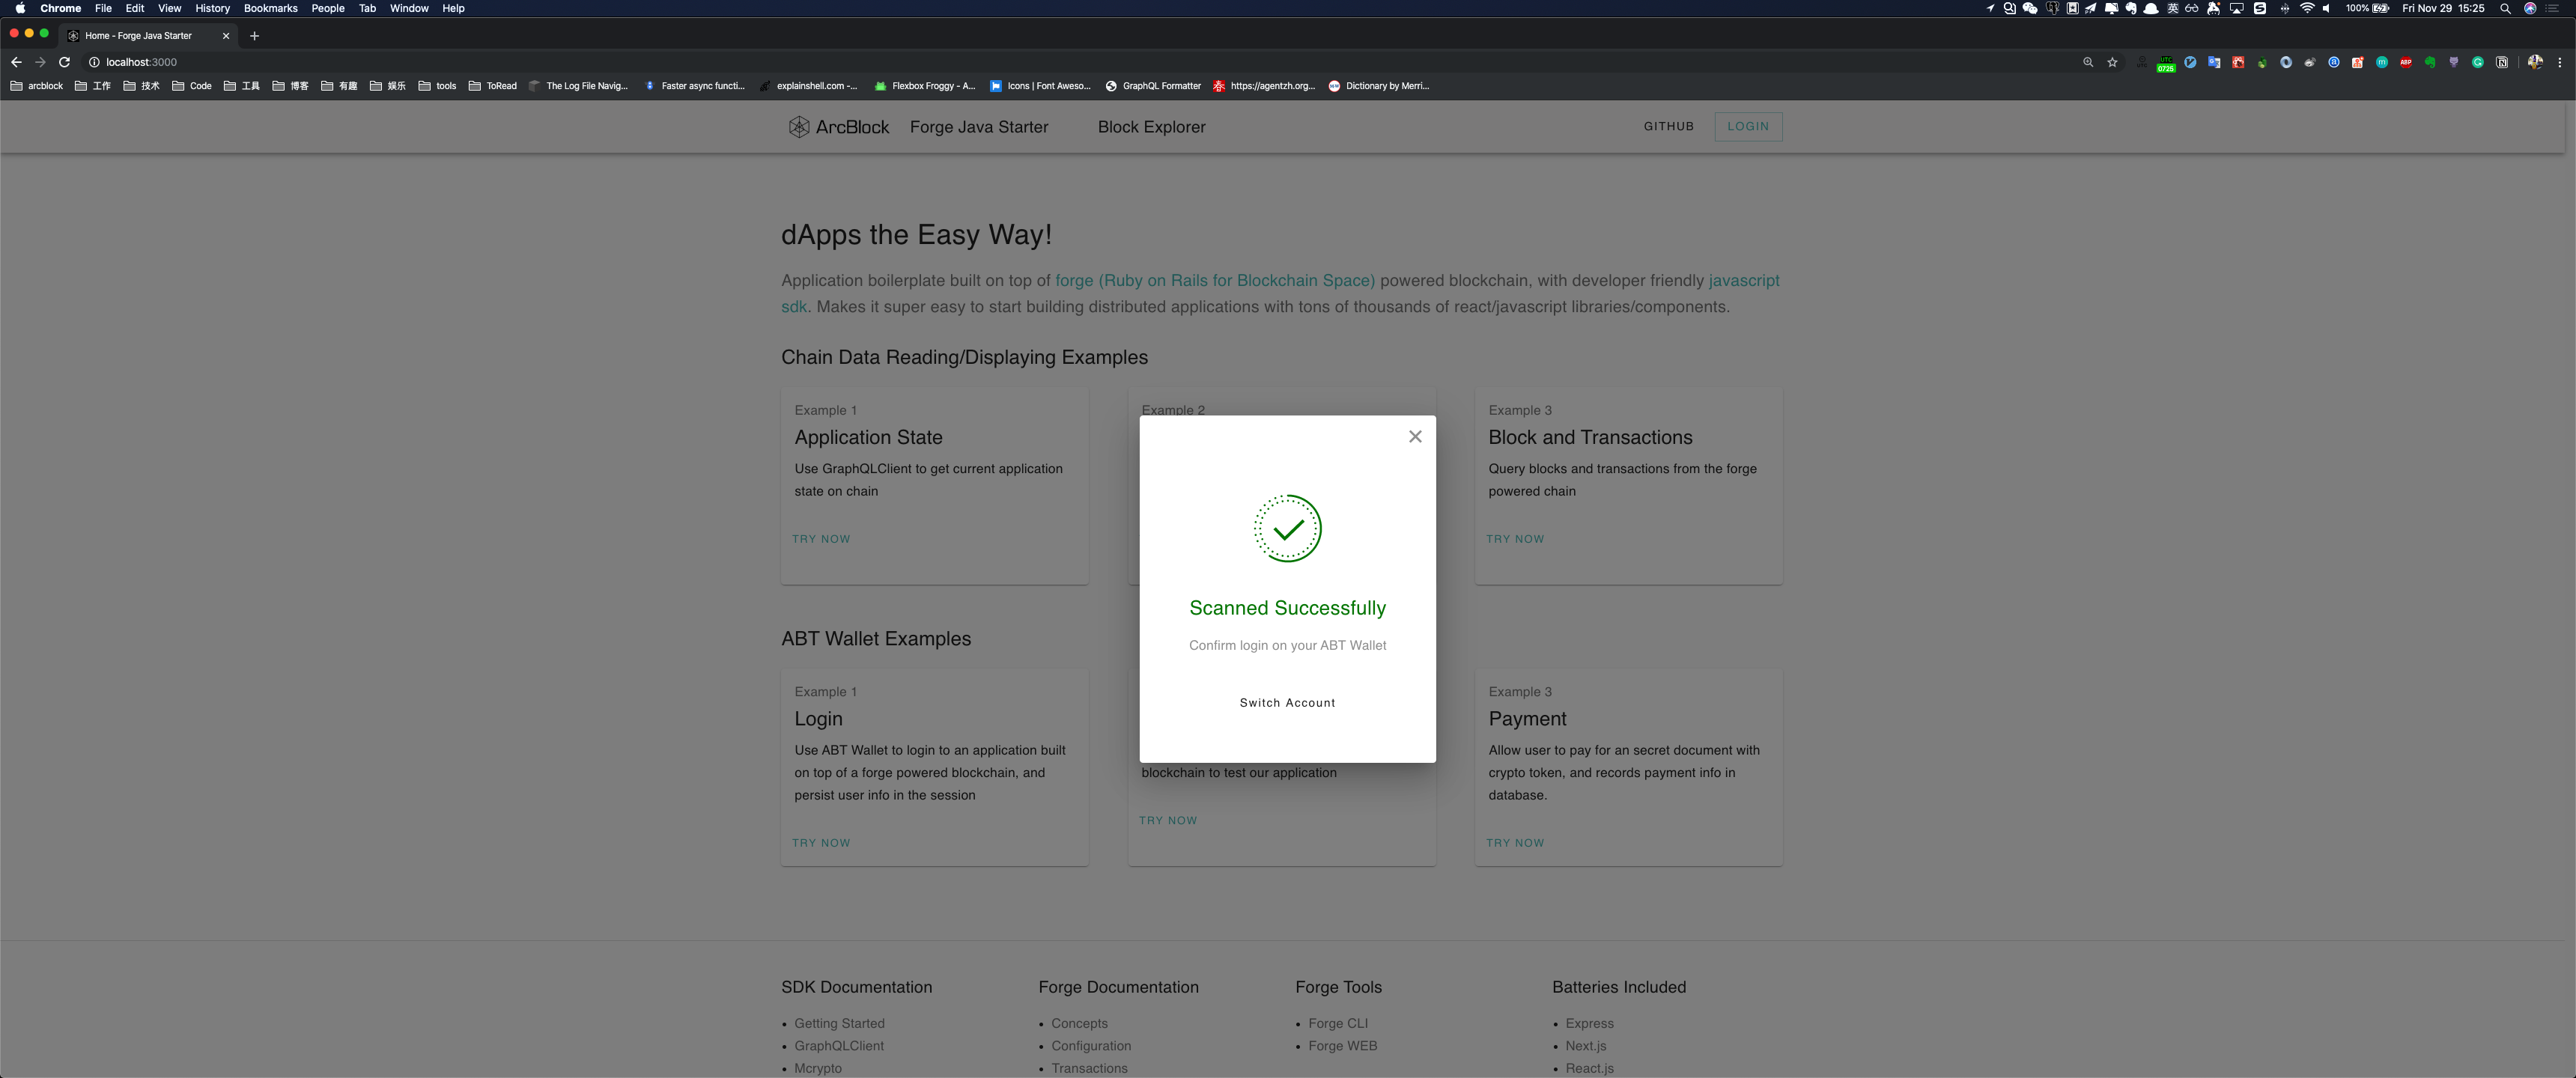 Chrome File Edit View History Bookmarks People Tab Window Help
100% Fri Nov 29 15:25
Home - Forge Java Starter
localhost:3000
arcblock 工作 技术 Code 工具 博客 有趣 娱乐 tools ToRead The Log File Navig... Faster async functi... explainshell.com -... Flexbox Froggy - A... Icons | Font Aweso... GraphQL Formatter https://agentzh.org... Dictionary by Merri...
ArcBlock Forge Java Starter Block Explorer GITHUB LOGIN
dApps the Easy Way!
Application boilerplate built on top of forge (Ruby on Rails for Blockchain Space) powered blockchain, with developer friendly javascript
sdk. Makes it super easy to start building distributed applications with tons of thousands of react/javascript libraries/components.
Chain Data Reading/Displaying Examples
Example 1
Application State
Use GraphQLClient to get current application
state on chain
TRY NOW
Example 2
Example 3
Block and Transactions
Query blocks and transactions from the forge
powered chain
TRY NOW
Scanned Successfully
Confirm login on your ABT Wallet
Switch Account
ABT Wallet Examples
Example 1
Login
Use ABT Wallet to login to an application built
on top of a forge powered blockchain, and
persist user info in the session
TRY NOW
blockchain to test our application
TRY NOW
Example 3
Payment
Allow user to pay for an secret document with
crypto token, and records payment info in
database.
TRY NOW
SDK Documentation
Getting Started
GraphQLClient
Mcrypto
Forge Documentation
Concepts
Configuration
Transactions
Forge Tools
Forge CLI
Forge WEB
Batteries Included
Express
Next.js
React.js